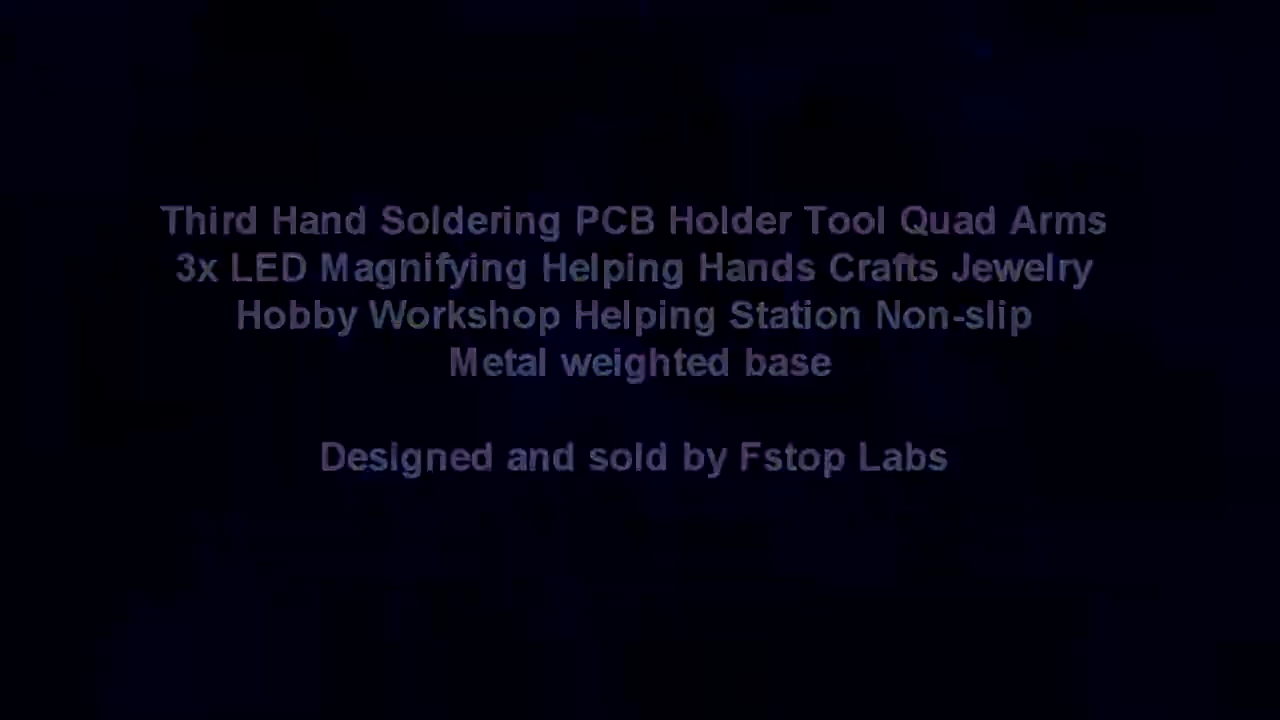 Third Hand Soldering PCB Holder Tool Quad Arms
3x LED Magnifying Helping Hands Crafts Jewelry
Hobby Workshop Helping Station Non-slip
Metal weighted base
Designed and sold by Fstop Labs